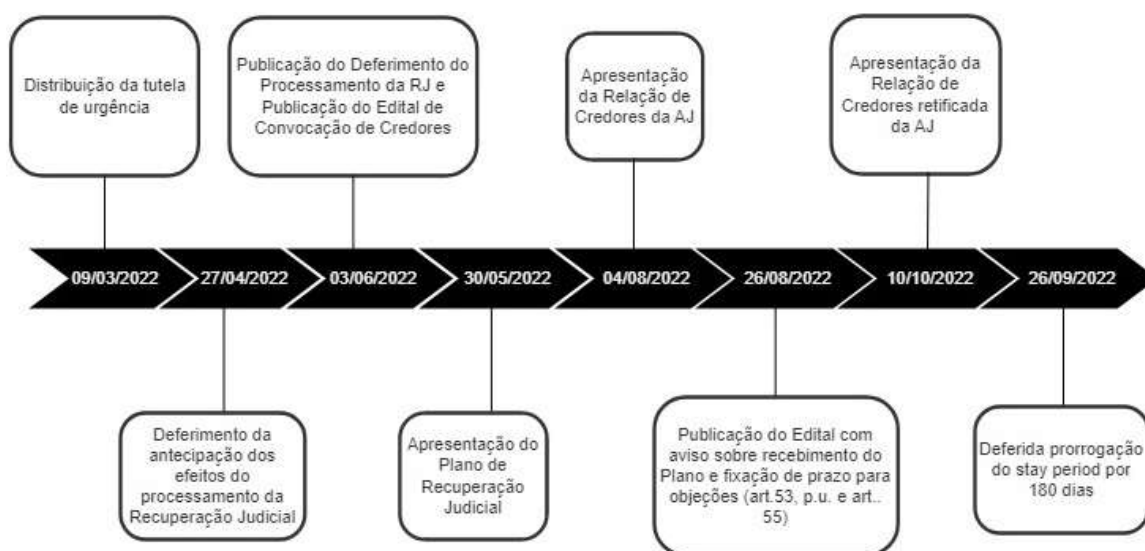 Distribuição da tutela
de urgência
Publicação do Deferimento do
Processamento da RJ e
Publicação do Edital de
Convocação de Credores
Apresentação
da Relação de
Credores da AJ
Apresentação da
Relação de
Credores retificada
da AJ
09/03/2022
27/04/2022
03/06/2022
30/05/2022
04/08/2022
26/08/2022
10/10/2022
26/09/2022
Deferimento da
antecipação dos
efeitos do
processamento da
Recuperação Judicial
Apresentação do
Plano de
Recuperação
Judicial
Publicação do Edital com
aviso sobre recebimento do
Plano e fixação de prazo para
objeções (art.53, p.u. e art..
55)
Deferida prorrogação
do stay period por
180 dias